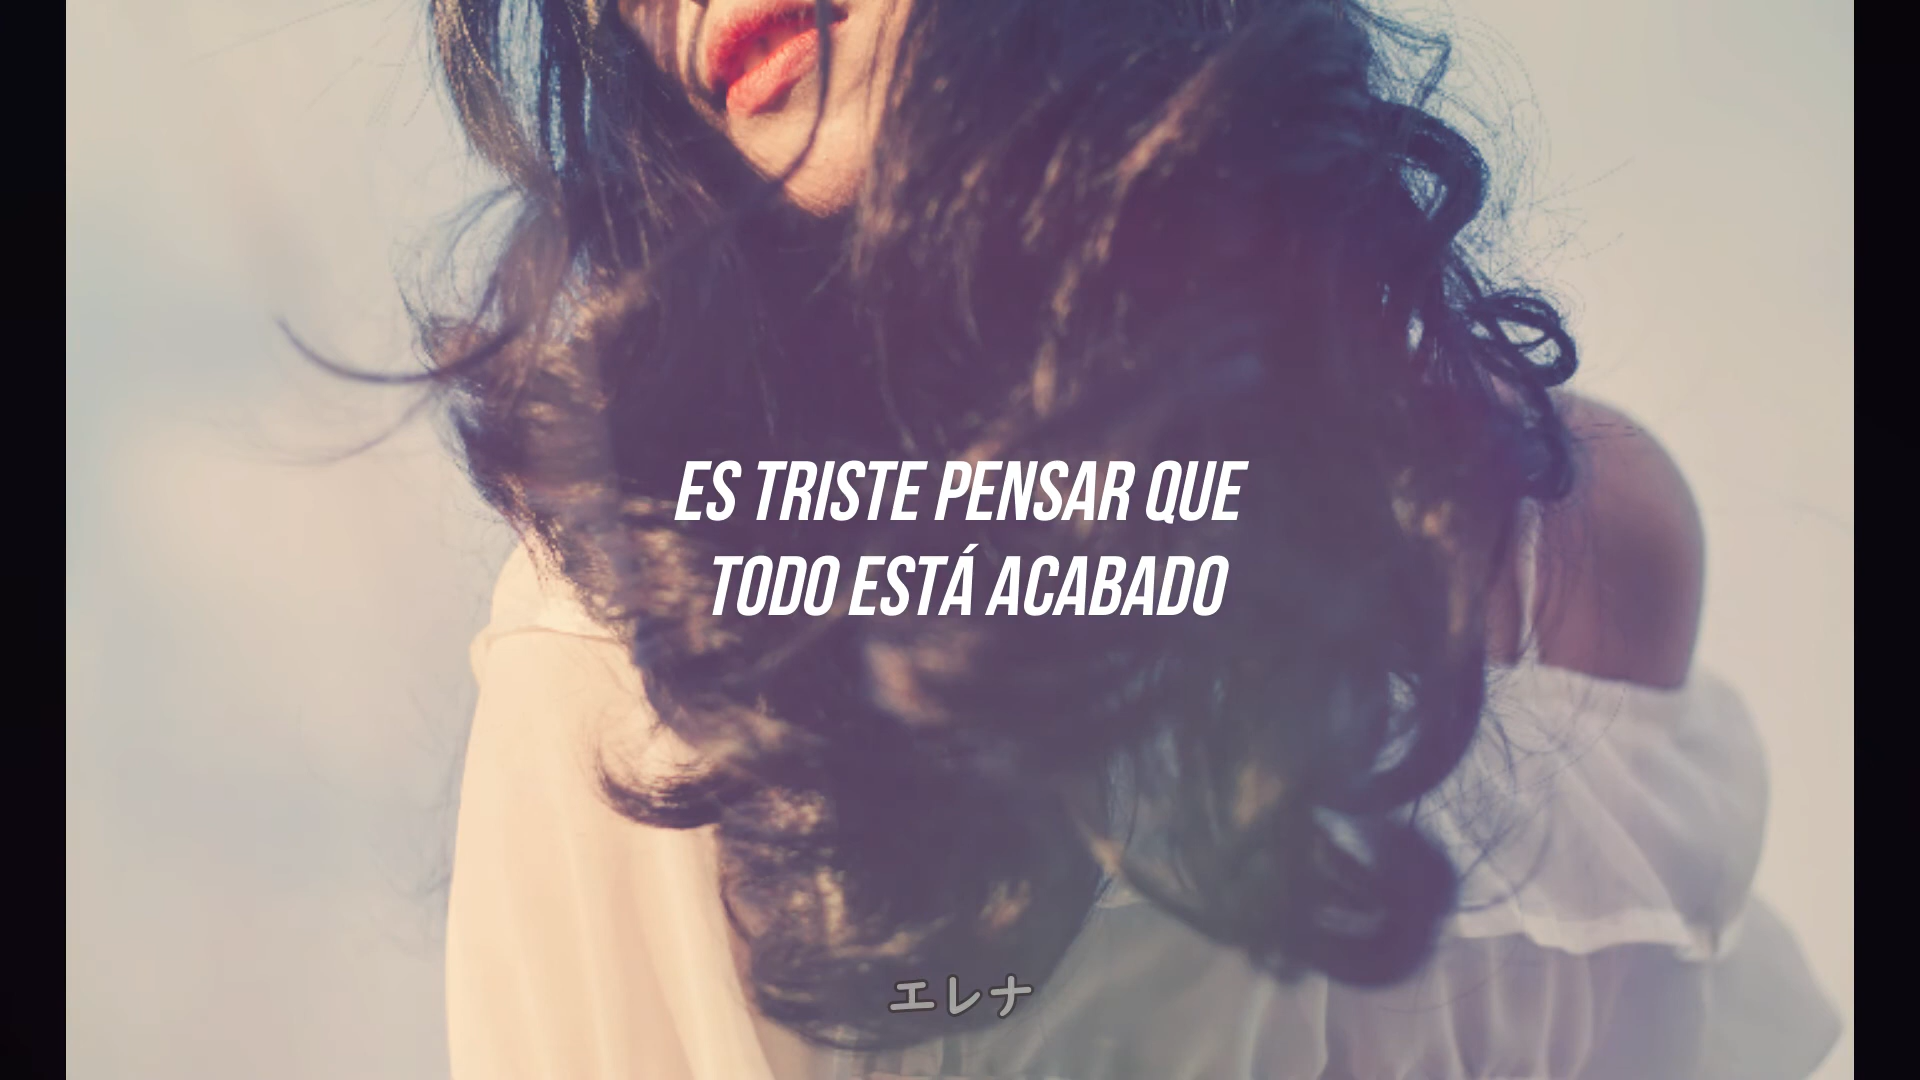 ES TRISTE PENSAR QUE
TODO ESTÁ ACABADO
エレナ